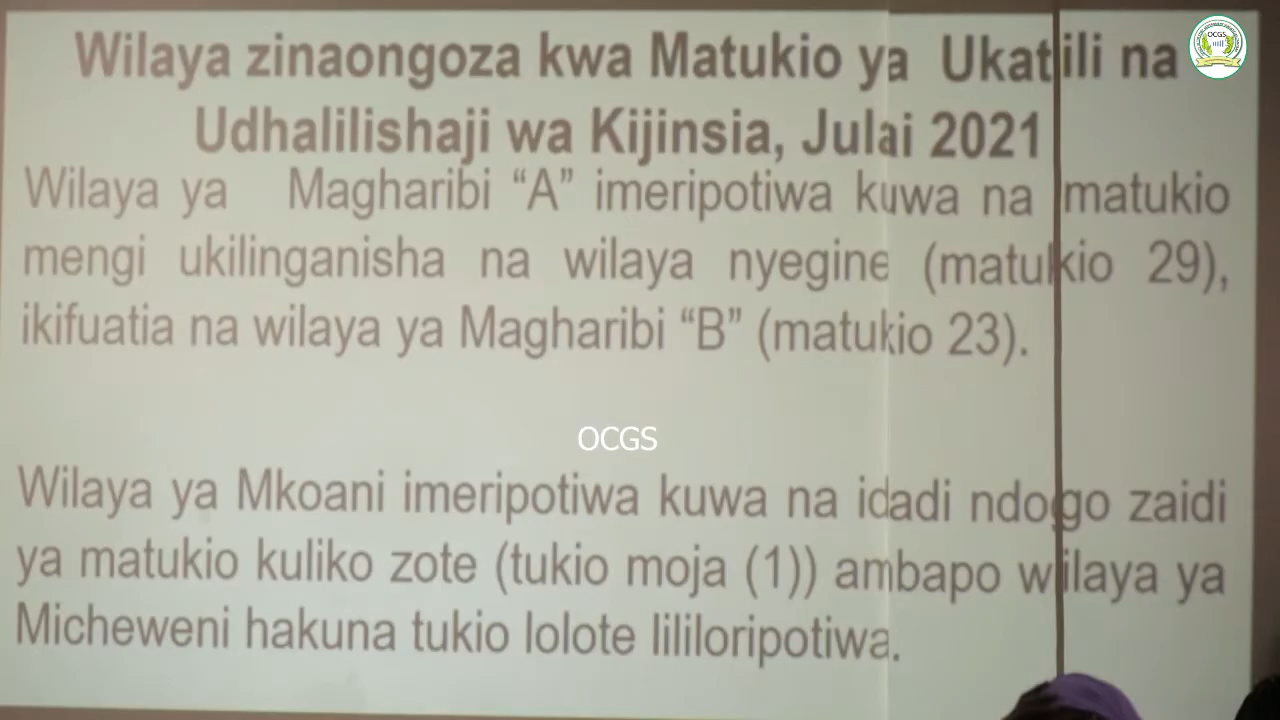 Wilaya zinaongoza kwa Matukio ya Ukatili na
Udhalilishaji wa Kijinsia, Julai 2021
Wilaya ya Magharibi “A” imeripotiwa kuwa na matukio
mengi ukilinganisha na wilaya nyegine (matukio 29),
ikifuatia na wilaya ya Magharibi “B” (matukio 23).
OCGS
Wilaya ya Mkoani imeripotiwa kuwa na idadi ndogo zaidi
ya matukio kuliko zote (tukio moja (1)) ambapo wilaya ya
Micheweni hakuna tukio lolote lililoripotiwa.
OCGS